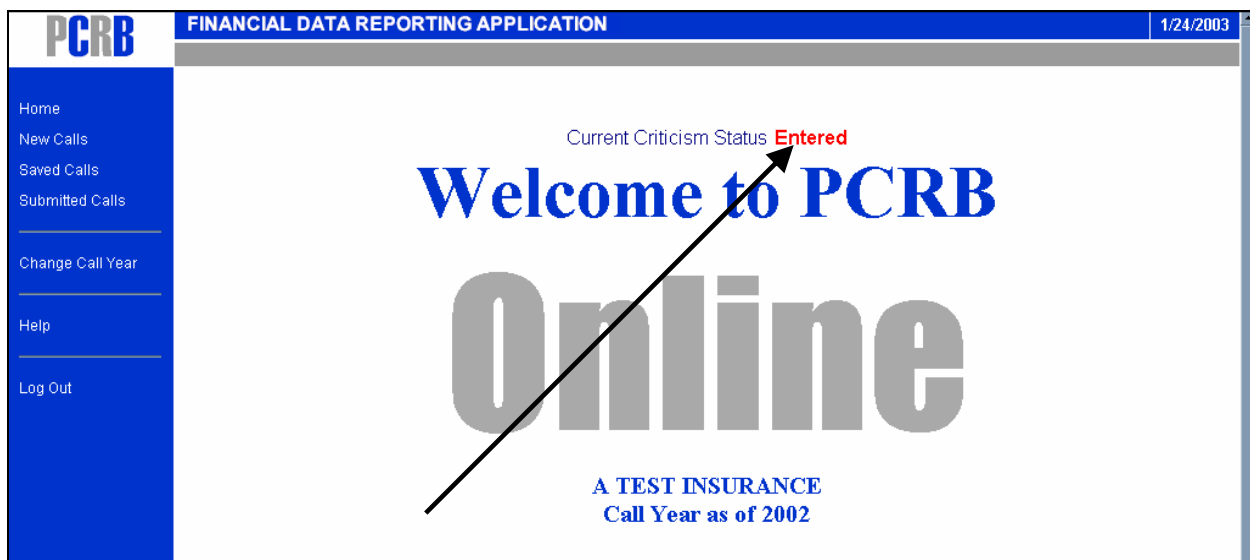 PCRB
FINANCIAL DATA REPORTING APPLICATION
1/24/2003
Home
New Calls
Saved Calls
Submitted Calls
Change Call Year
Help
Log Out
Current Criticism Status Entered
Welcome to PCRB
Online
A TEST INSURANCE
Call Year as of 2002